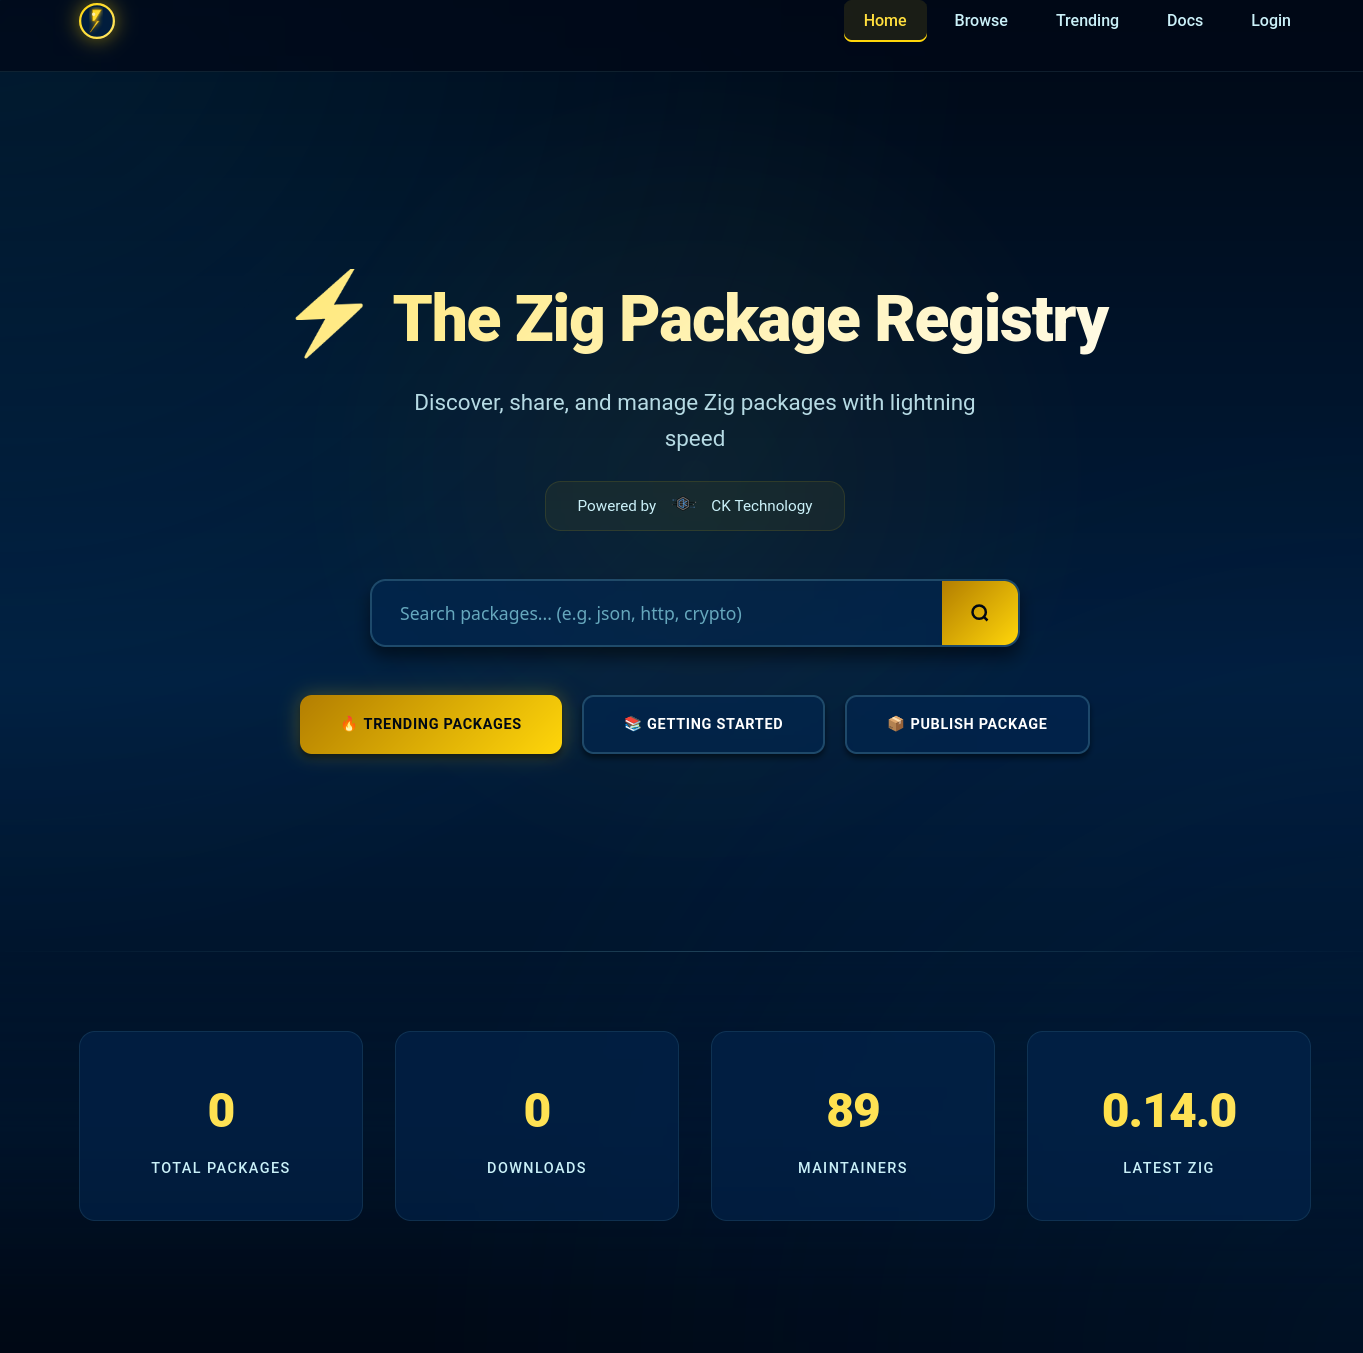 Home Browse Trending Docs Login
⚡ The Zig Package Registry
Discover, share, and manage Zig packages with lightning
speed
Powered by CK Technology
Search packages... (e.g. json, http, crypto)
🔥 TRENDING PACKAGES 📚 GETTING STARTED 📦 PUBLISH PACKAGE
0 0 89 0.14.0
TOTAL PACKAGES DOWNLOADS MAINTAINERS LATEST ZIG